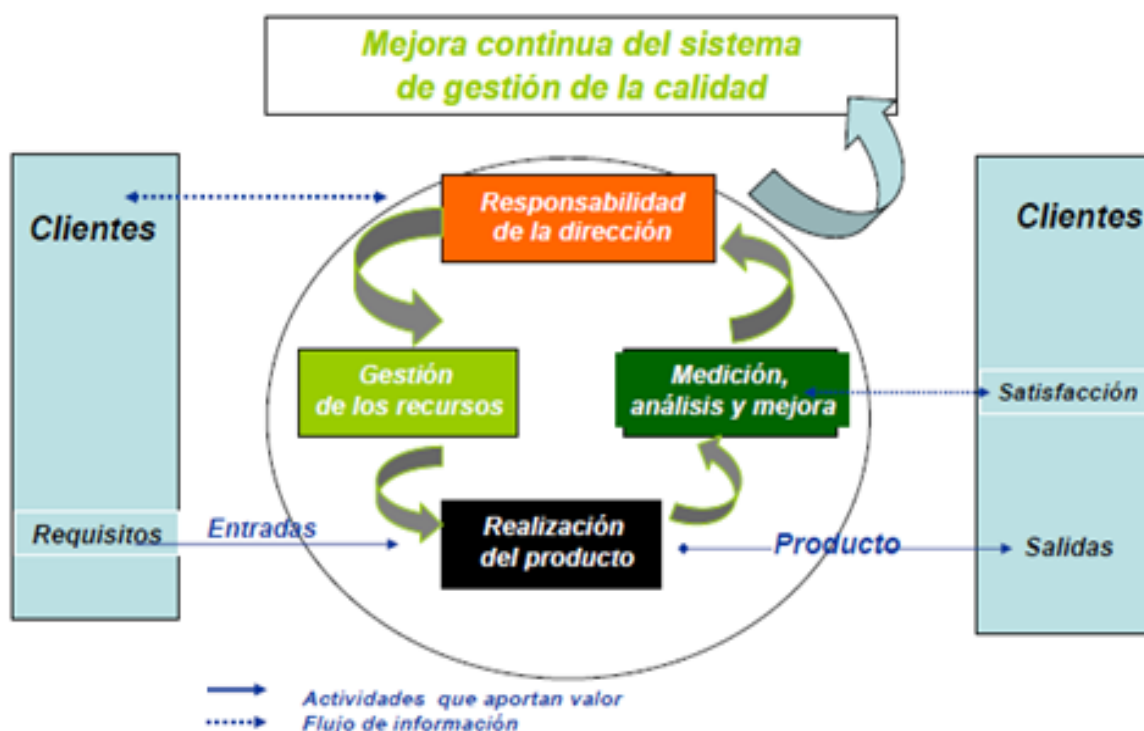 Mejora continua del sistema
de gestión de la calidad
Clientes
Responsabilidad
de la dirección
Clientes
Gestión
de los recursos
Medición,
análisis y mejora
Satisfacción
Requisitos
Entradas
Realización
del producto
Producto
Salidas
Actividades que aportan valor
Flujo de información